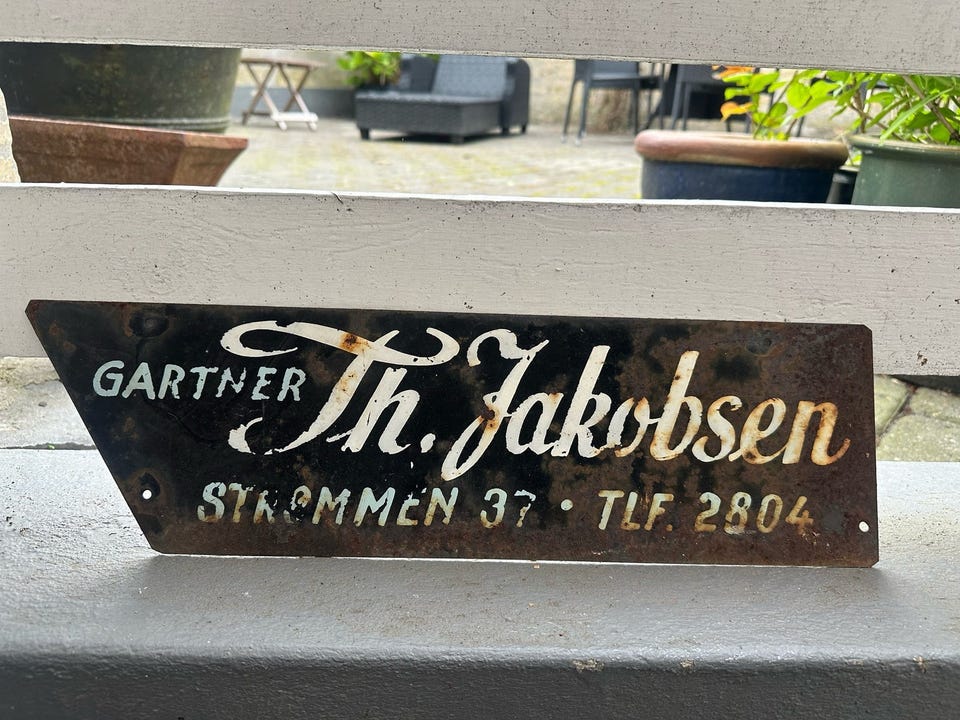 GARTNER Th. Jakobsen
STRØMMEN 37 • TLF. 2804